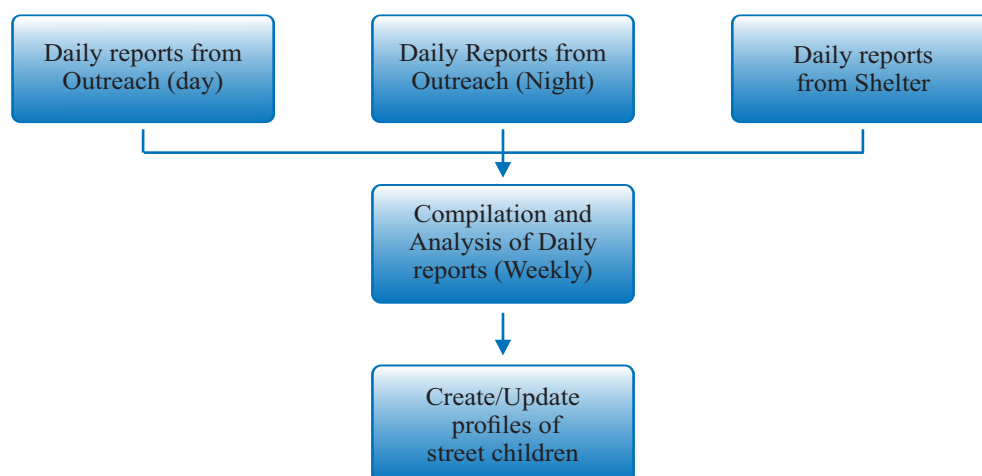 Daily reports from
Outreach (day)
Daily Reports from
Outreach (Night)
Daily reports
from Shelter
Compilation and
Analysis of Daily
reports (Weekly)
Create/Update
profiles of
street children